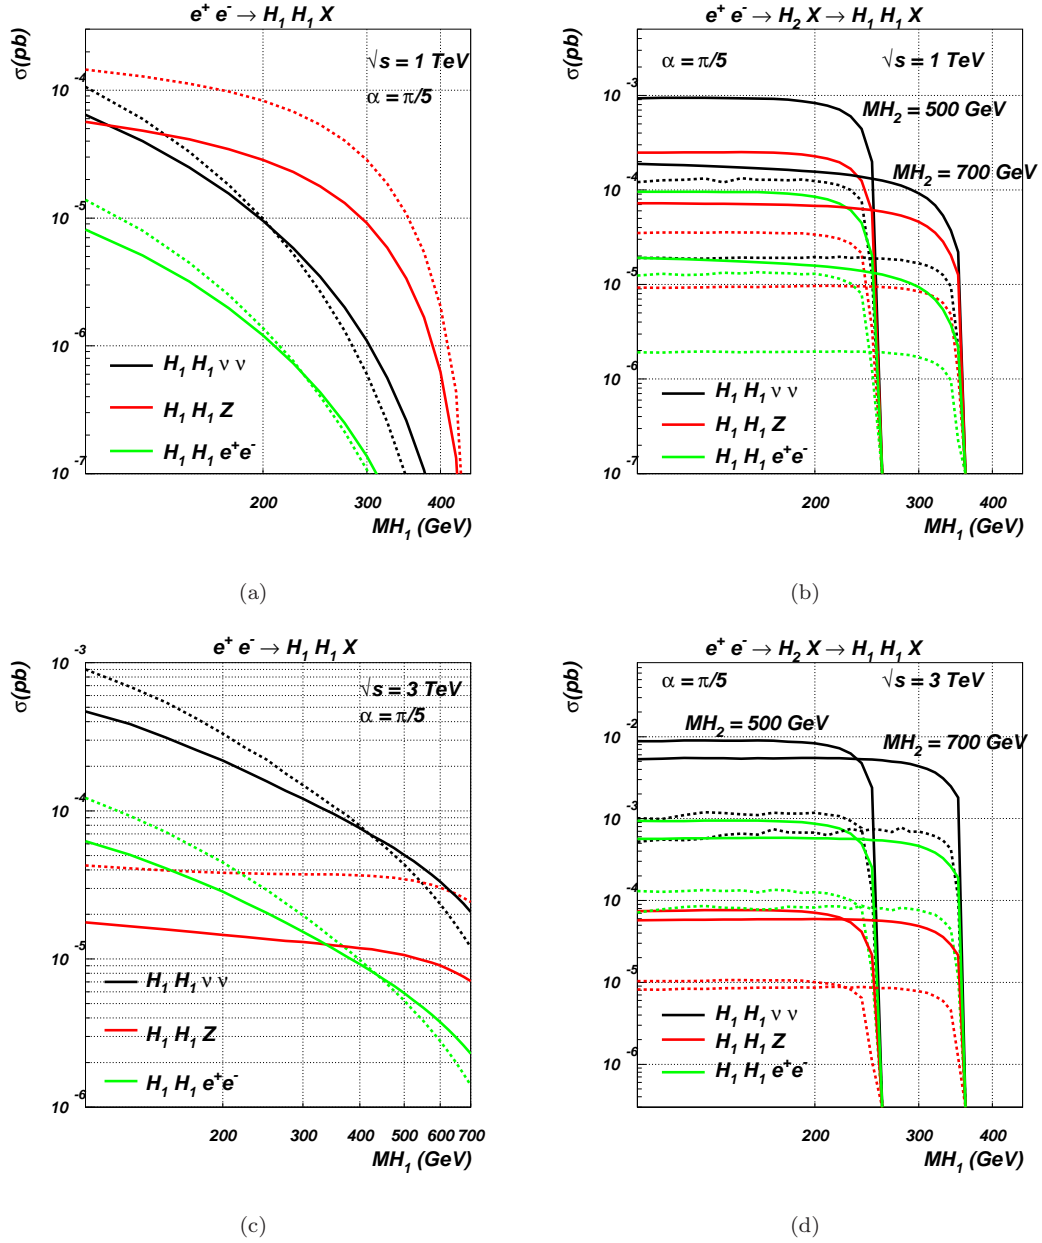 e⁺ e⁻ → H₁ H₁ X
σ(pb)
√s = 1 TeV
α = π/5
10⁻⁴
10⁻⁵
10⁻⁶
10⁻⁷
H₁ H₁ ν ν
H₁ H₁ Z
H₁ H₁ e⁺e⁻
200 300 400
MH₁ (GeV)
(a)
e⁺ e⁻ → H₂ X → H₁ H₁ X
σ(pb)
α = π/5 √s = 1 TeV
MH₂ = 500 GeV
MH₂ = 700 GeV
10⁻³
10⁻⁴
10⁻⁵
10⁻⁶
10⁻⁷
H₁ H₁ ν ν
H₁ H₁ Z
H₁ H₁ e⁺e⁻
200 300 400
MH₁ (GeV)
(b)
e⁺ e⁻ → H₁ H₁ X
σ(pb)
√s = 3 TeV
α = π/5
10⁻³
10⁻⁴
10⁻⁵
10⁻⁶
H₁ H₁ ν ν
H₁ H₁ Z
H₁ H₁ e⁺e⁻
200 300 400 500 600 700
MH₁ (GeV)
(c)
e⁺ e⁻ → H₂ X → H₁ H₁ X
σ(pb)
α = π/5 √s = 3 TeV
MH₂ = 500 GeV
MH₂ = 700 GeV
10⁻²
10⁻³
10⁻⁴
10⁻⁵
10⁻⁶
H₁ H₁ ν ν
H₁ H₁ Z
H₁ H₁ e⁺e⁻
200 300 400
MH₁ (GeV)
(d)